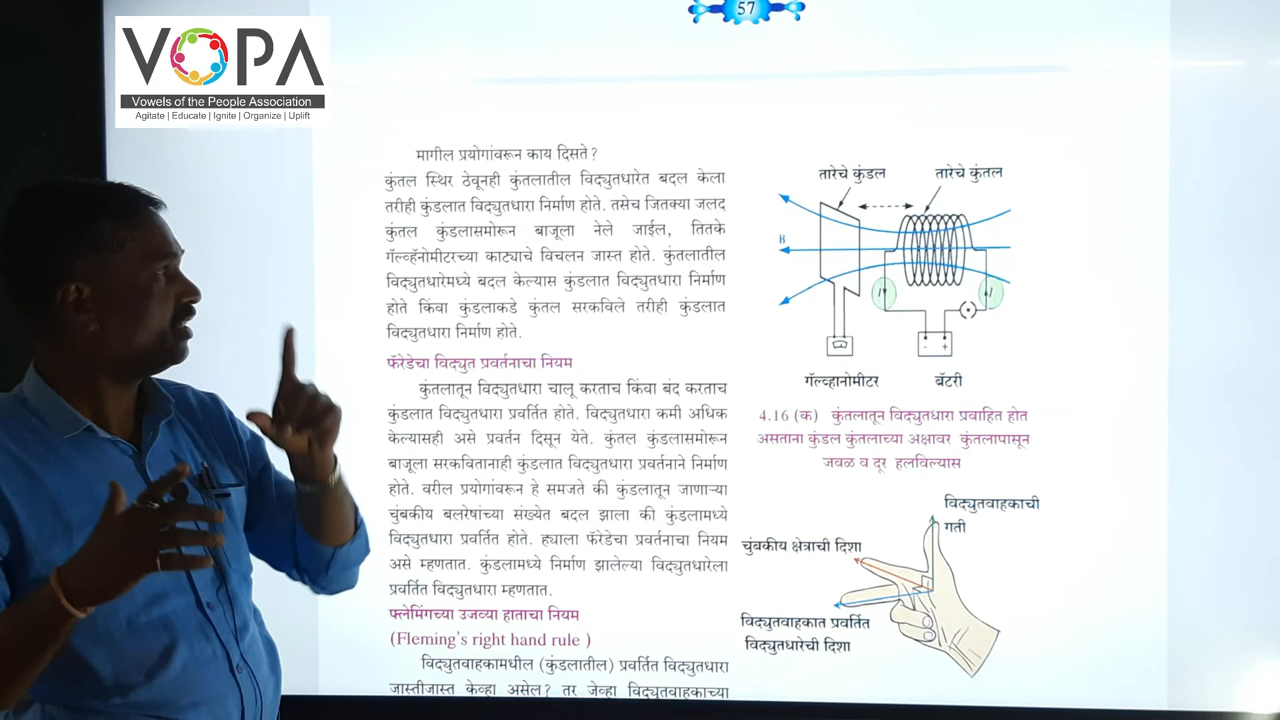 57
VOPA
Vowels of the People Association
Agitate | Educate | Ignite | Organize | Uplift
मागील प्रयोगांवरून काय दिसते ?
कुंतल स्थिर ठेवूनही कुंतलातील विद्युतधारेत बदल केला
तरीही कुंडलात विद्युतधारा निर्माण होते. तसेच जितक्या जलद
कुंतल कुंडलासमोरून बाजूला नेले जाईल, तितके
गॅल्व्हॅनोमीटरच्या काट्याचे विचलन जास्त होते. कुंतलातील
विद्युतधारेमध्ये बदल केल्यास कुंडलात विद्युतधारा निर्माण
होते किंवा कुंडलाकडे कुंतल सरकविले तरीही कुंडलात
विद्युतधारा निर्माण होते.
फॅरेडेचा विद्युत प्रवर्तनाचा नियम
कुंतलातून विद्युतधारा चालू करताच किंवा बंद करताच
कुंडलात विद्युतधारा प्रवर्तित होते. विद्युतधारा कमी अधिक
केल्यासही असे प्रवर्तन दिसून येते. कुंतल कुंडलासमोरून
बाजूला सरकवितानाही कुंडलात विद्युतधारा प्रवर्तनाने निर्माण
होते. वरील प्रयोगांवरून हे समजते की कुंडलातून जाणाऱ्या
चुंबकीय बलरेषांच्या संख्येत बदल झाला की कुंडलामध्ये
विद्युतधारा प्रवर्तित होते. ह्याला फॅरेडेचा प्रवर्तनाचा नियम
असे म्हणतात. कुंडलामध्ये निर्माण झालेल्या विद्युतधारेला
प्रवर्तित विद्युतधारा म्हणतात.
फ्लेमिंगच्या उजव्या हाताचा नियम
(Fleming's right hand rule )
विद्युतवाहकामधील (कुंडलातील) प्रवर्तित विद्युतधारा
जास्तीजास्त केव्हा असेल? तर जेव्हा विद्युतवाहकाच्या
तारेचे कुंडल
तारेचे कुंतल
B
I
I
- +
गॅल्व्हानोमीटर
बॅटरी
4.16 (क) कुंतलातून विद्युतधारा प्रवाहित होत
असताना कुंडल कुंतलाच्या अक्षावर कुंतलापासून
जवळ व दूर हलविल्यास
विद्युतवाहकाची
गती
चुंबकीय क्षेत्राची दिशा
विद्युतवाहकात प्रवर्तित
विद्युतधारेची दिशा